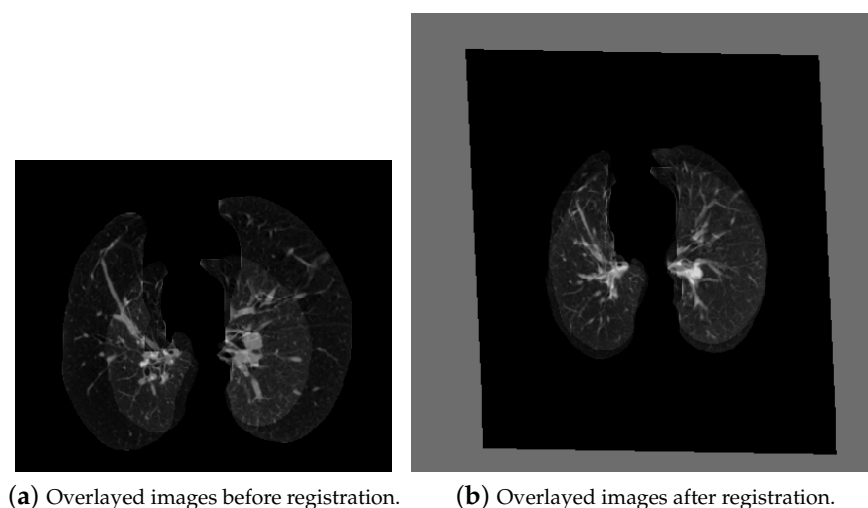 (a) Overlayed images before registration.
(b) Overlayed images after registration.